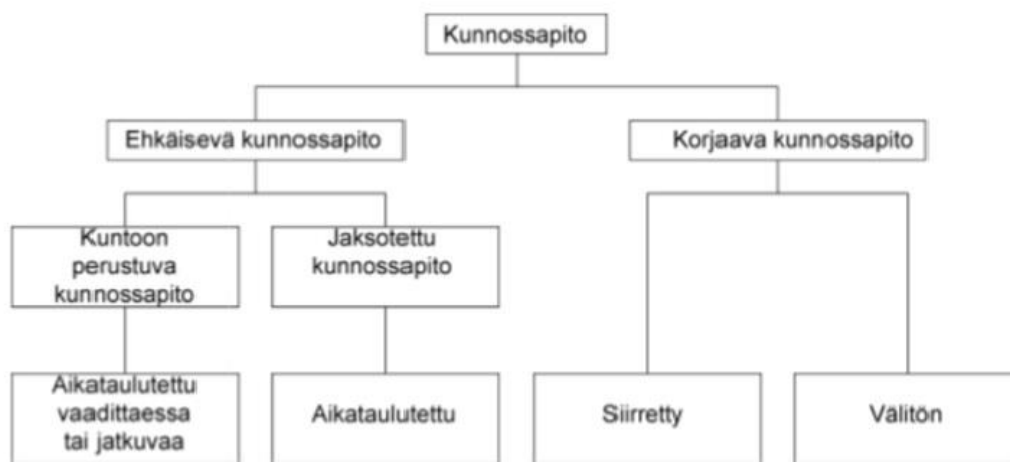 Kunnossapito
Ehkäisevä kunnossapito
Korjaava kunnossapito
Kuntoon
perustuva
kunnossapito
Jaksotettu
kunnossapito
Aikataulutettu
vaadittaessa
tai jatkuvaa
Aikataulutettu
Siirretty
Välitön